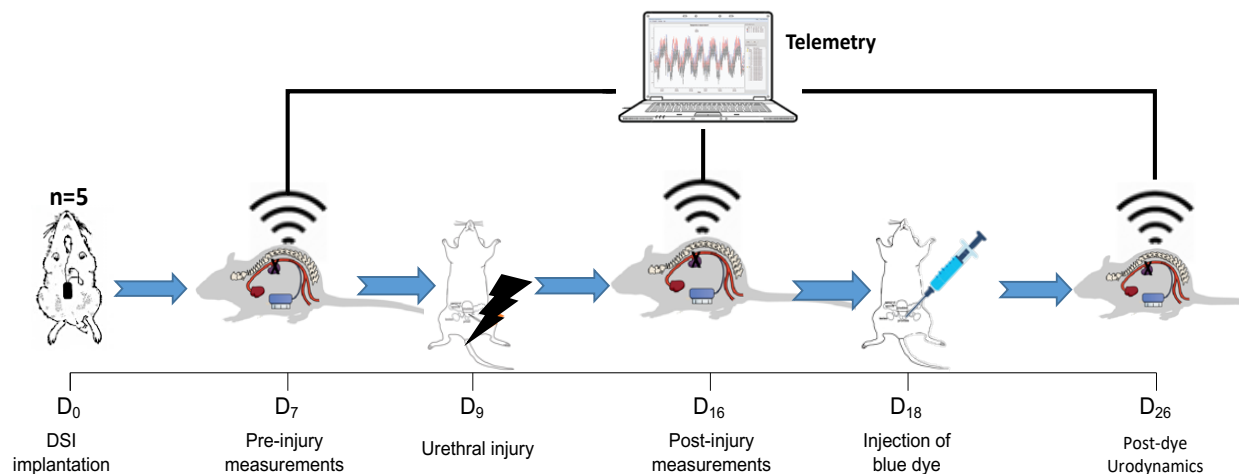 Telemetry
n=5
D0
D7
D9
D16
D18
D26
DSI
implantation
Pre-injury
measurements
Urethral injury
Post-injury
measurements
Injection of
blue dye
Post-dye
Urodynamics